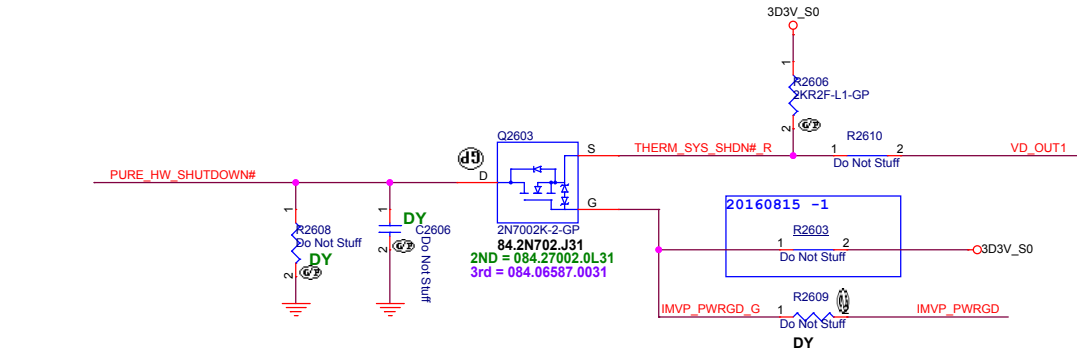 3D3V_S0
1
R2606
2KR2F-L1-GP
2
G/P
Q2603
GP
S
THERM_SYS_SHDN#_R
R2610
1
2
Do Not Stuff
VD_OUT1
PURE_HW_SHUTDOWN#
D
G
2N7002K-2-GP
84.2N702.J31
2ND = 084.27002.0L31
3rd = 084.06587.0031
1
R2608
Do Not Stuff
DY
2
G/P
1
DY
C2606
2
G/P
Do Not Stuff
20160815 -1
R2603
1
2
Do Not Stuff
3D3V_S0
IMVP_PWRGD_G
R2609
1
2
Do Not Stuff
DY
IMVP_PWRGD